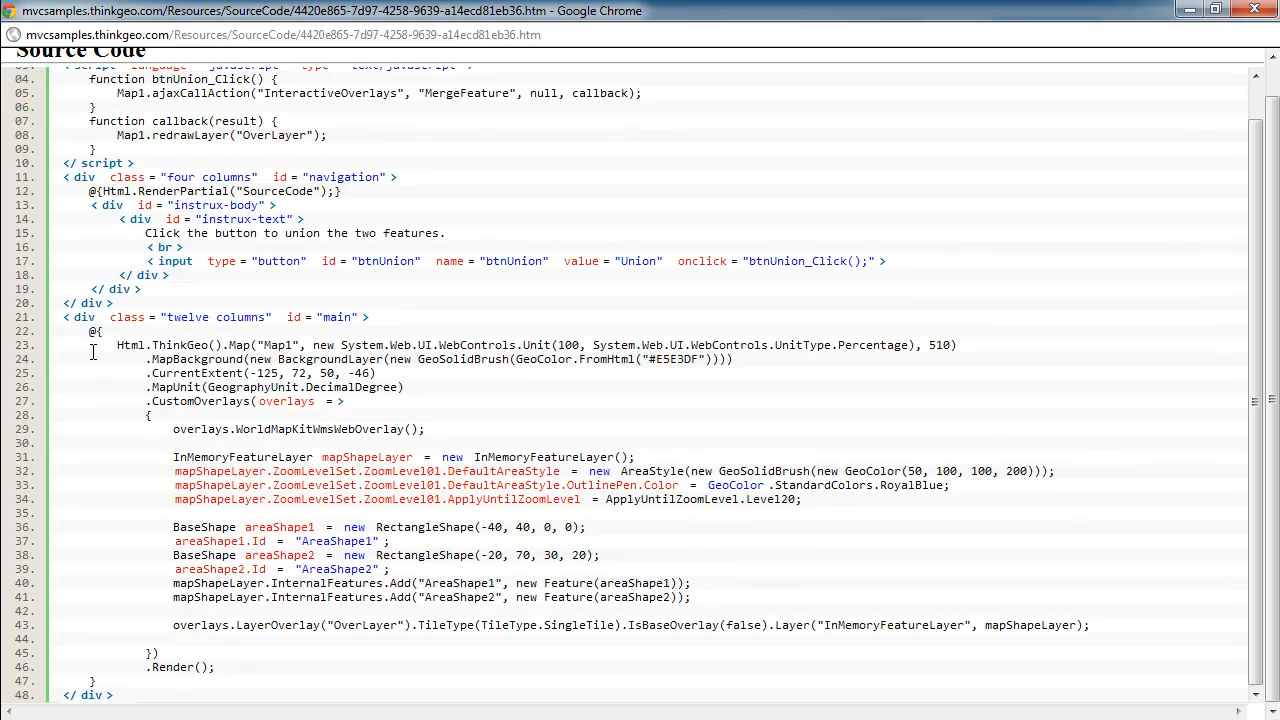 mvcsamples.thinkgeo.com/Resources/SourceCode/4420e865-7d97-4258-9639-a14ecd81eb36.htm - Google Chrome
mvcsamples.thinkgeo.com/Resources/SourceCode/4420e865-7d97-4258-9639-a14ecd81eb36.htm
Source Code
03. <script language = "javascript" type = "text/javascript">
04. function btnUnion_Click() {
05. Map1.ajaxCallAction("InteractiveOverlays", "MergeFeature", null, callback);
06. }
07. function callback(result) {
08. Map1.redrawLayer("OverLayer");
09. }
10. </ script >
11. < div class = "four columns" id = "navigation" >
12. @{Html.RenderPartial("SourceCode");}
13. < div id = "instrux-body" >
14. < div id = "instrux-text" >
15. Click the button to union the two features.
16. < br >
17. < input type = "button" id = "btnUnion" name = "btnUnion" value = "Union" onclick = "btnUnion_Click();" >
18. </ div >
19. </ div >
20. </ div >
21. < div class = "twelve columns" id = "main" >
22. @{
23. Html.ThinkGeo().Map("Map1", new System.Web.UI.WebControls.Unit(100, System.Web.UI.WebControls.UnitType.Percentage), 510)
24. .MapBackground(new BackgroundLayer(new GeoSolidBrush(GeoColor.FromHtml("#E5E3DF"))))
25. .CurrentExtent(-125, 72, 50, -46)
26. .MapUnit(GeographyUnit.DecimalDegree)
27. .CustomOverlays( overlays = >
28. {
29. overlays.WorldMapKitWmsWebOverlay();
30.
31. InMemoryFeatureLayer mapShapeLayer = new InMemoryFeatureLayer();
32. mapShapeLayer.ZoomLevelSet.ZoomLevel01.DefaultAreaStyle = new AreaStyle(new GeoSolidBrush(new GeoColor(50, 100, 100, 200)));
33. mapShapeLayer.ZoomLevelSet.ZoomLevel01.DefaultAreaStyle.OutlinePen.Color = GeoColor .StandardColors.RoyalBlue;
34. mapShapeLayer.ZoomLevelSet.ZoomLevel01.ApplyUntilZoomLevel = ApplyUntilZoomLevel.Level20;
35.
36. BaseShape areaShape1 = new RectangleShape(-40, 40, 0, 0);
37. areaShape1.Id = "AreaShape1" ;
38. BaseShape areaShape2 = new RectangleShape(-20, 70, 30, 20);
39. areaShape2.Id = "AreaShape2" ;
40. mapShapeLayer.InternalFeatures.Add("AreaShape1", new Feature(areaShape1));
41. mapShapeLayer.InternalFeatures.Add("AreaShape2", new Feature(areaShape2));
42.
43. overlays.LayerOverlay("OverLayer").TileType(TileType.SingleTile).IsBaseOverlay(false).Layer("InMemoryFeatureLayer", mapShapeLayer);
44.
45. })
46. .Render();
47. }
48. </ div >